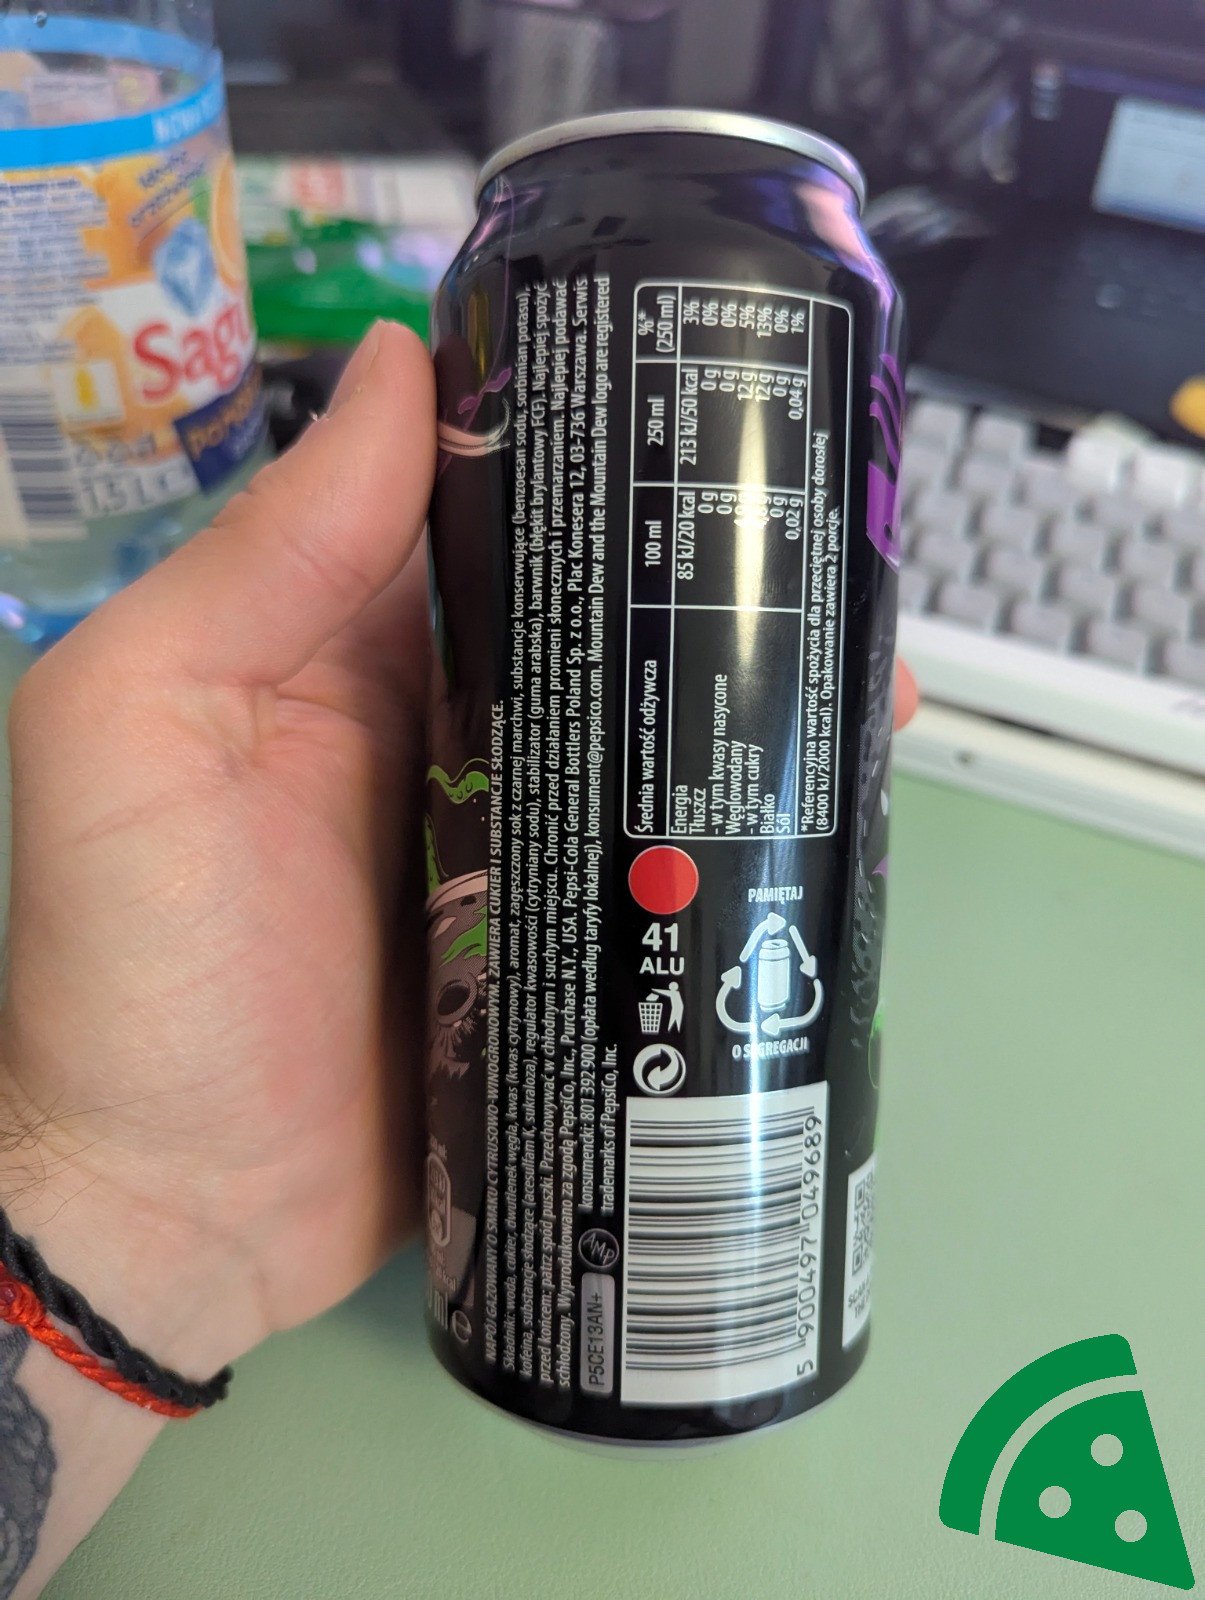 NAPÓJ GAZOWANY O SMAKU CYTRUSOWO-WINOGRONOWYM. ZAWIERA CUKIER I SUBSTANCJE SŁODZĄCE.
Składniki: woda, cukier, dwutlenek węgla, kwas (kwas cytrynowy), aromat, zagęszczony sok z czarnej marchwi, substancje konserwujące (benzoesan sodu, sorbinian potasu),
kofeina, substancje słodzące (acesulfam K, sukraloza), regulator kwasowości (cytryniany sodu), stabilizator (guma arabska), barwnik (błękit brylantowy FCF). Najlepiej spożyć
przed końcem: patrz spód puszki. Przechowywać w chłodnym i suchym miejscu. Chronić przed działaniem promieni słonecznych i przemarzaniem. Najlepiej podawać
schłodzony. Wyprodukowano za zgodą PepsiCo, Inc., Purchase N.Y., USA. Pepsi-Cola General Bottlers Poland Sp. z o.o., Plac Konesera 12, 03-736 Warszawa. Serwis
konsumencki: 801 392 900 (opłata według taryfy lokalnej), konsument@pepsico.com. Mountain Dew and the Mountain Dew logo are registered
trademarks of PepsiCo, Inc.
P5CE13AN+
AMP
Średnia wartość odżywcza 100 ml 250 ml %* (250 ml)
Energia 85 kJ/20 kcal 213 kJ/50 kcal 3%
Tłuszcz 0 g 0 g 0%
- w tym kwasy nasycone 0 g 0 g 0%
Węglowodany 12 g 5%
- w tym cukry 12 g 13%
Białko 0 g 0 g 0%
Sól 0,02 g 0,04 g 1%
*Referencyjna wartość spożycia dla przeciętnej osoby dorosłej
(8400 kJ/2000 kcal). Opakowanie zawiera 2 porcje.
41
ALU
PAMIĘTAJ
O SEGREGACJI
5 900497 049689
Sag
1,5 L